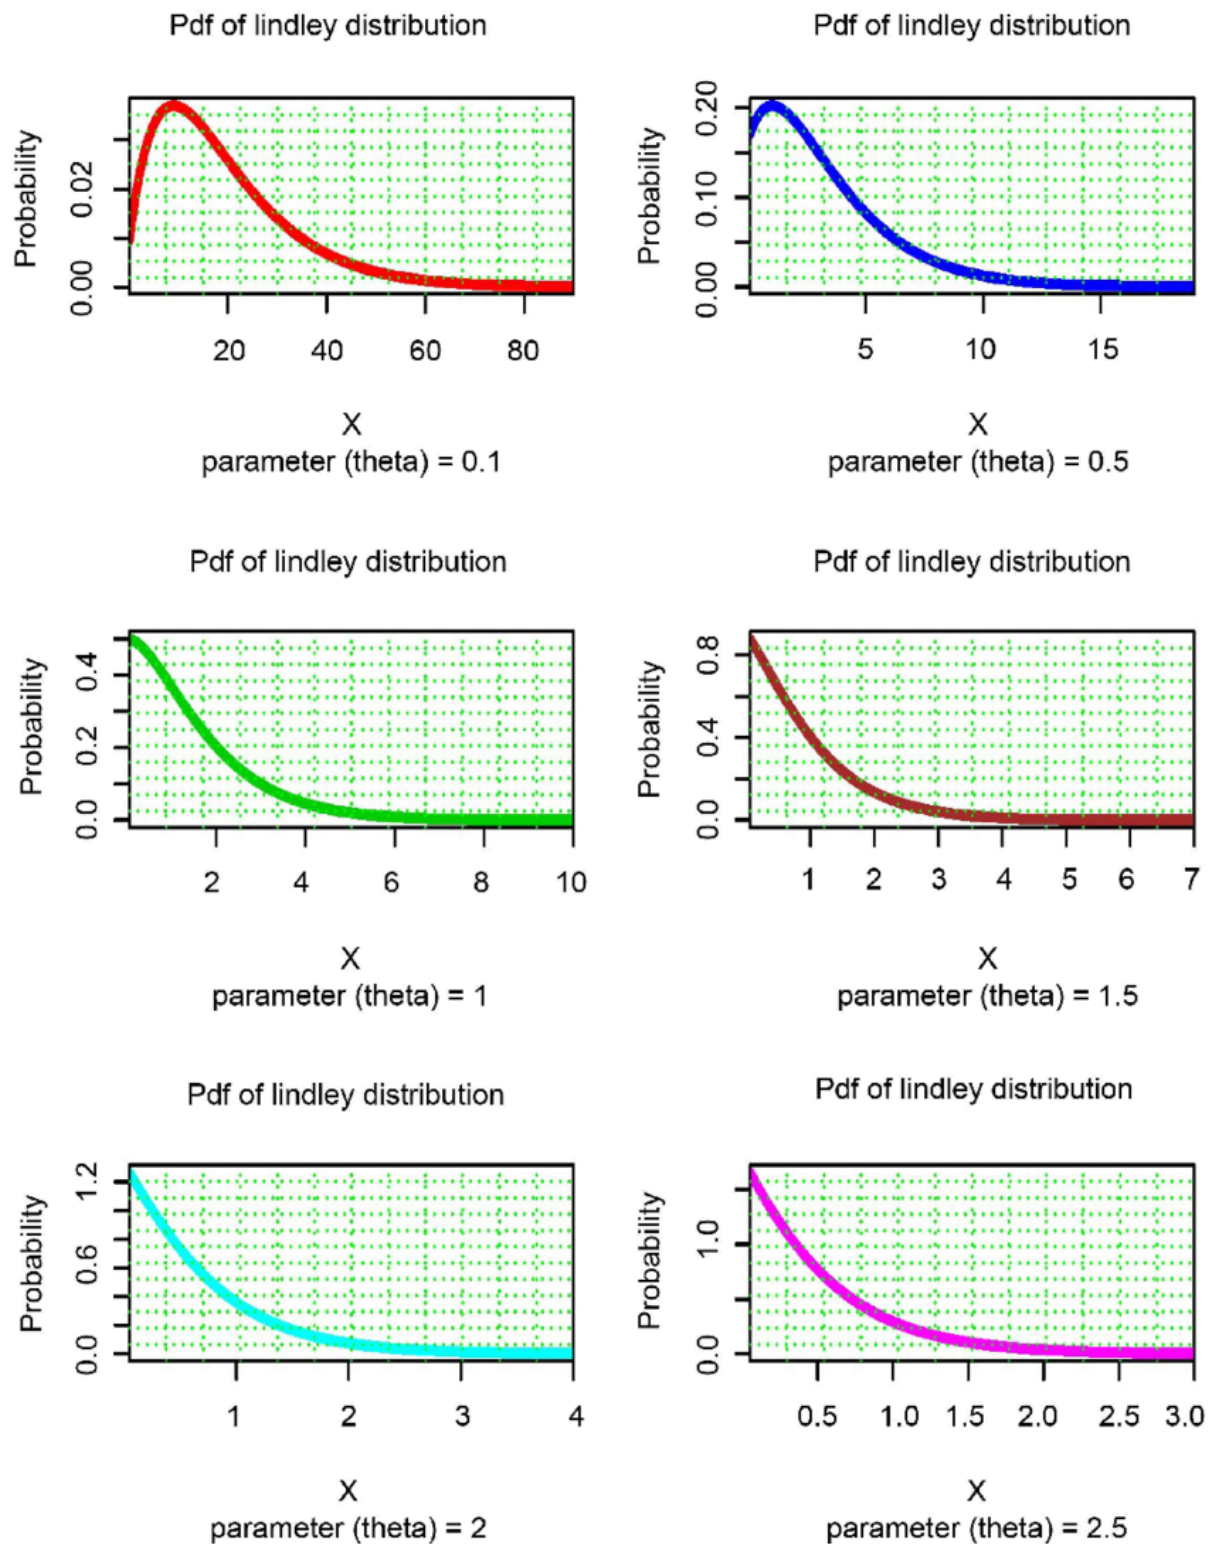 Pdf of lindley distribution
Probability
0.02
0.00
20 40 60 80
X
parameter (theta) = 0.1
Pdf of lindley distribution
Probability
0.20
0.10
0.00
5 10 15
X
parameter (theta) = 0.5
Pdf of lindley distribution
Probability
0.4
0.2
0.0
2 4 6 8 10
X
parameter (theta) = 1
Pdf of lindley distribution
Probability
0.8
0.4
0.0
1 2 3 4 5 6 7
X
parameter (theta) = 1.5
Pdf of lindley distribution
Probability
1.2
0.6
0.0
1 2 3 4
X
parameter (theta) = 2
Pdf of lindley distribution
Probability
1.0
0.0
0.5 1.0 1.5 2.0 2.5 3.0
X
parameter (theta) = 2.5